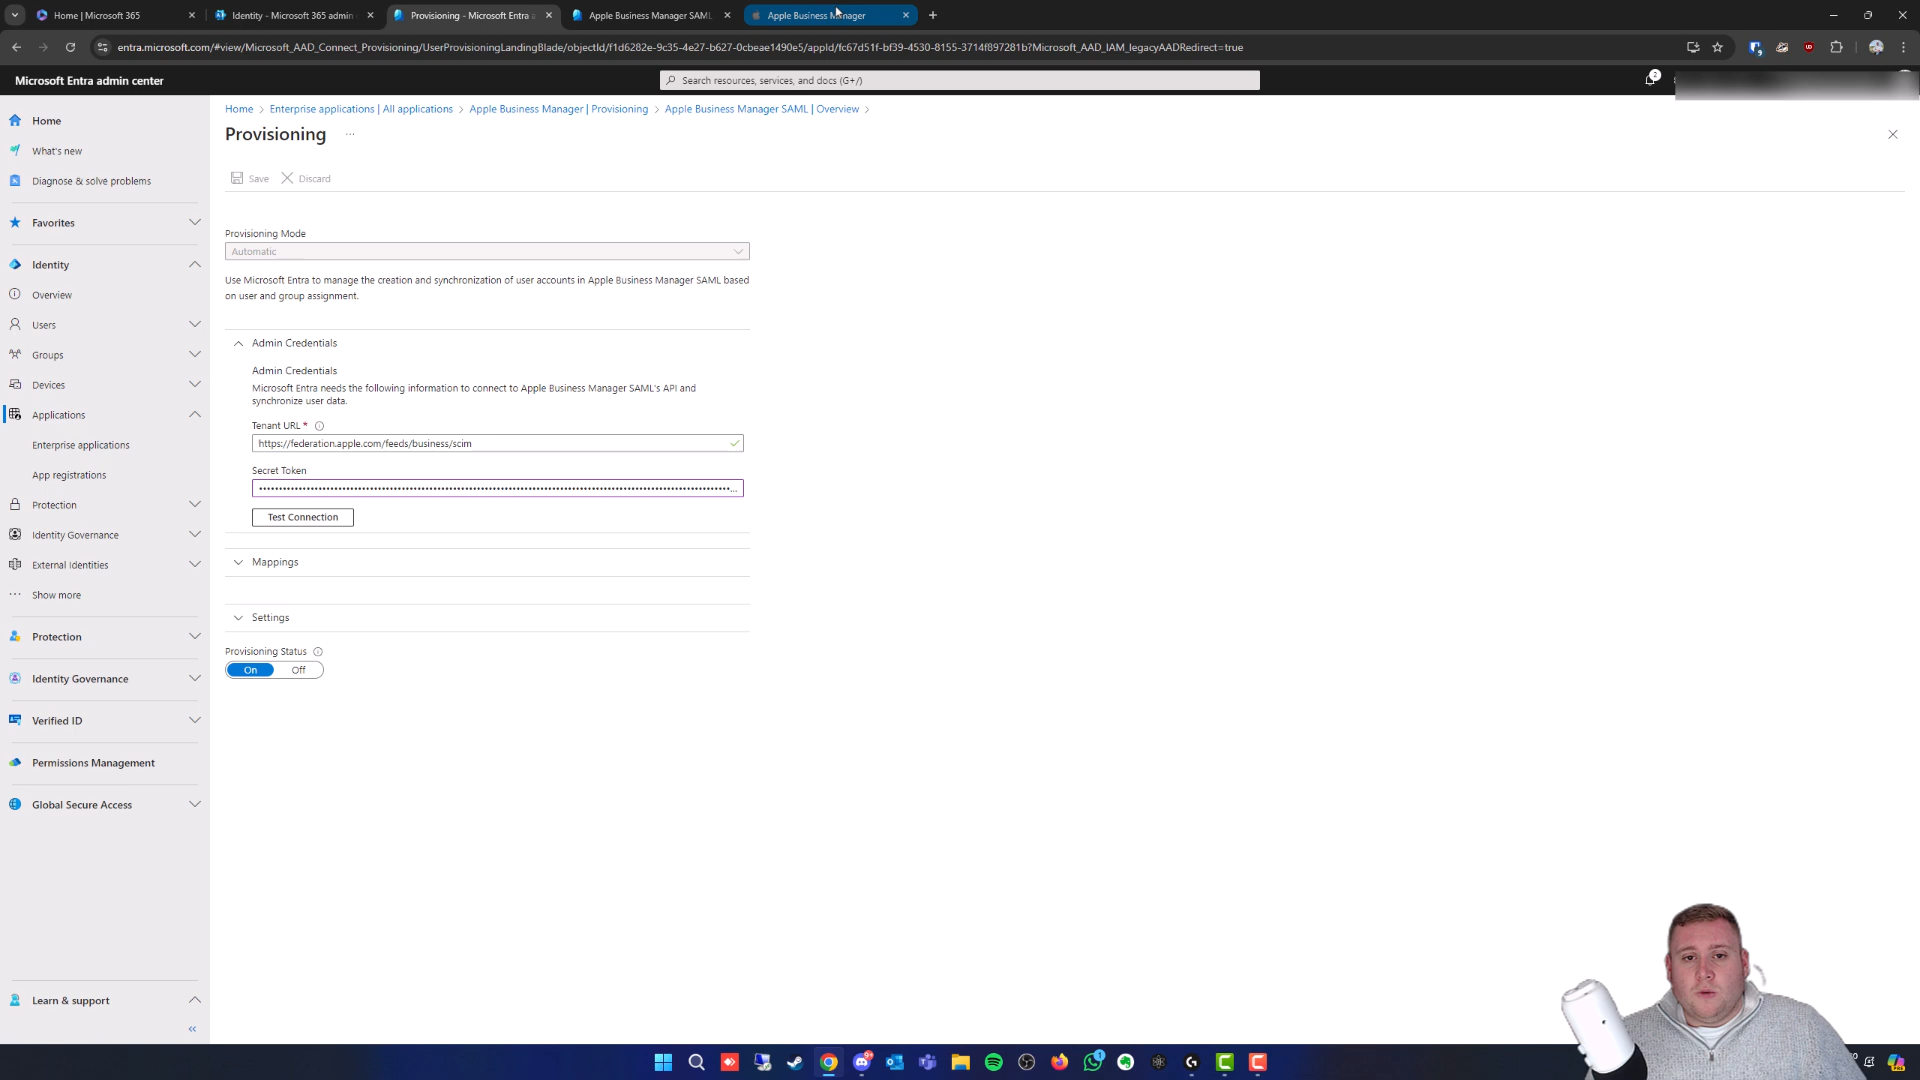 Home | Microsoft 365
Identity - Microsoft 365 admin
Provisioning - Microsoft Entra a
Apple Business Manager SAML
Apple Business Manager
entra.microsoft.com/#view/Microsoft_AAD_Connect_Provisioning/UserProvisioningLandingBlade/objectId/f1d6282e-9c35-4e27-b627-0cbeae1490e5/appId/fc67d51f-bf39-4530-8155-3714f897281b?Microsoft_AAD_IAM_legacyAADRedirect=true
Microsoft Entra admin center
Search resources, services, and docs (G+/)
2
Home > Enterprise applications | All applications > Apple Business Manager | Provisioning > Apple Business Manager SAML | Overview >
Provisioning ...
Save
Discard
Home
What's new
Diagnose & solve problems
Favorites
Identity
Overview
Users
Groups
Devices
Applications
Enterprise applications
App registrations
Protection
Identity Governance
External Identities
Show more
Protection
Identity Governance
Verified ID
Permissions Management
Global Secure Access
Learn & support
Provisioning Mode
Automatic
Use Microsoft Entra to manage the creation and synchronization of user accounts in Apple Business Manager SAML based
on user and group assignment.
Admin Credentials
Admin Credentials
Microsoft Entra needs the following information to connect to Apple Business Manager SAML's API and
synchronize user data.
Tenant URL *
https://federation.apple.com/feeds/business/scim
Secret Token
Test Connection
Mappings
Settings
Provisioning Status
On Off